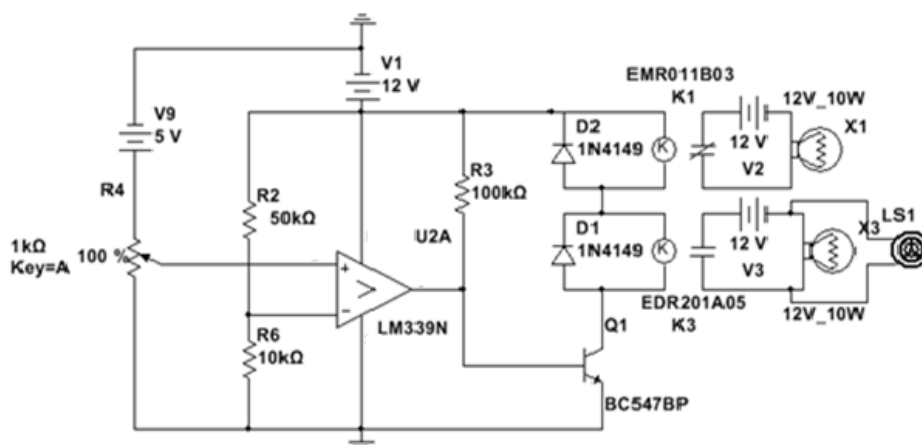 V1
12 V
V9
5 V
R4
1kΩ
Key=A
100 %
R2
50kΩ
R6
10kΩ
+
−
U2A
LM339N
R3
100kΩ
D2
1N4149
K
D1
1N4149
K
Q1
BC547BP
EMR011B03
K1
12 V
V2
12V_10W
X1
12 V
V3
EDR201A05
K3
X3
12V_10W
LS1